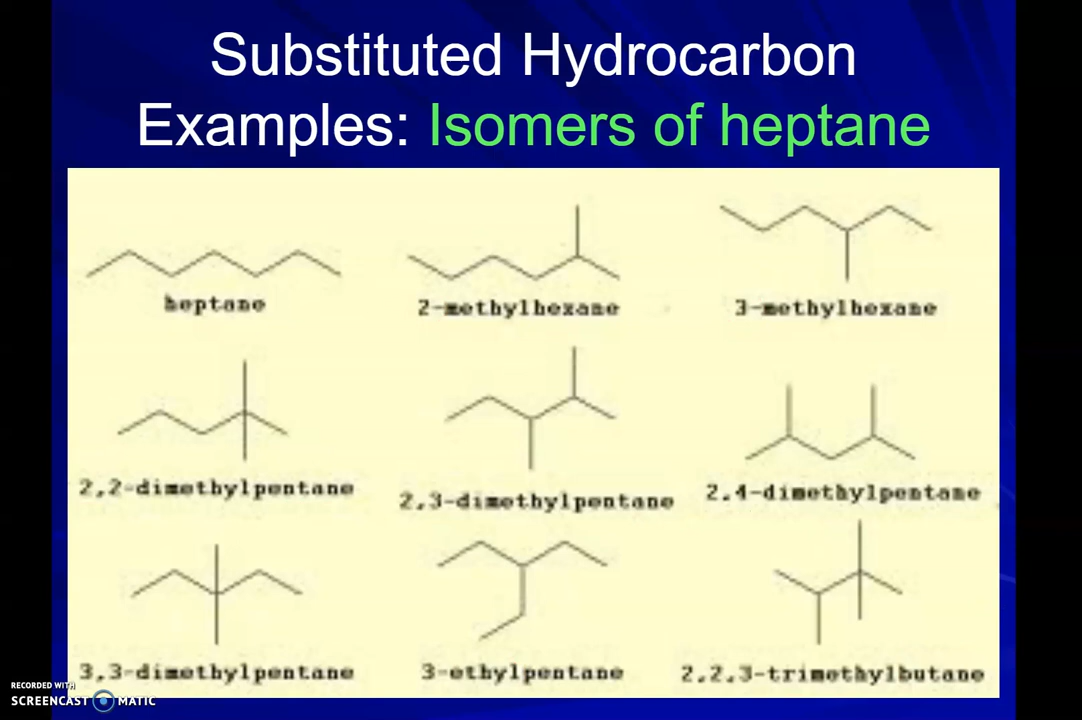 Substituted Hydrocarbon
Examples: Isomers of heptane
heptane
2-methylhexane
3-methylhexane
2,2-dimethylpentane
2,3-dimethylpentane
2,4-dimethylpentane
3,3-dimethylpentane
3-ethylpentane
2,2,3-trimethylbutane
RECORDED WITH
SCREENCAST MATIC